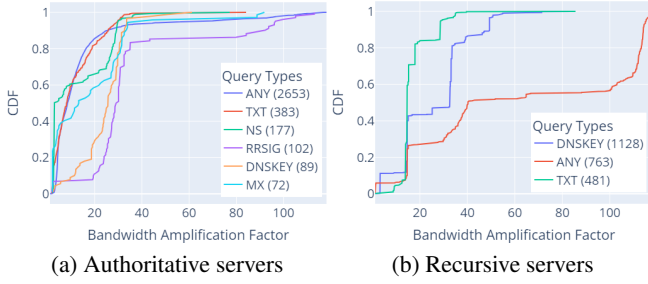 1
0.8
0.6
0.4
0.2
0
CDF
20 40 60 80 100
Bandwidth Amplification Factor
Query Types
ANY (2653)
TXT (383)
NS (177)
RRSIG (102)
DNSKEY (89)
MX (72)
(a) Authoritative servers
1
0.8
0.6
0.4
0.2
0
CDF
20 40 60 80 100
Bandwidth Amplification Factor
Query Types
DNSKEY (1128)
ANY (763)
TXT (481)
(b) Recursive servers